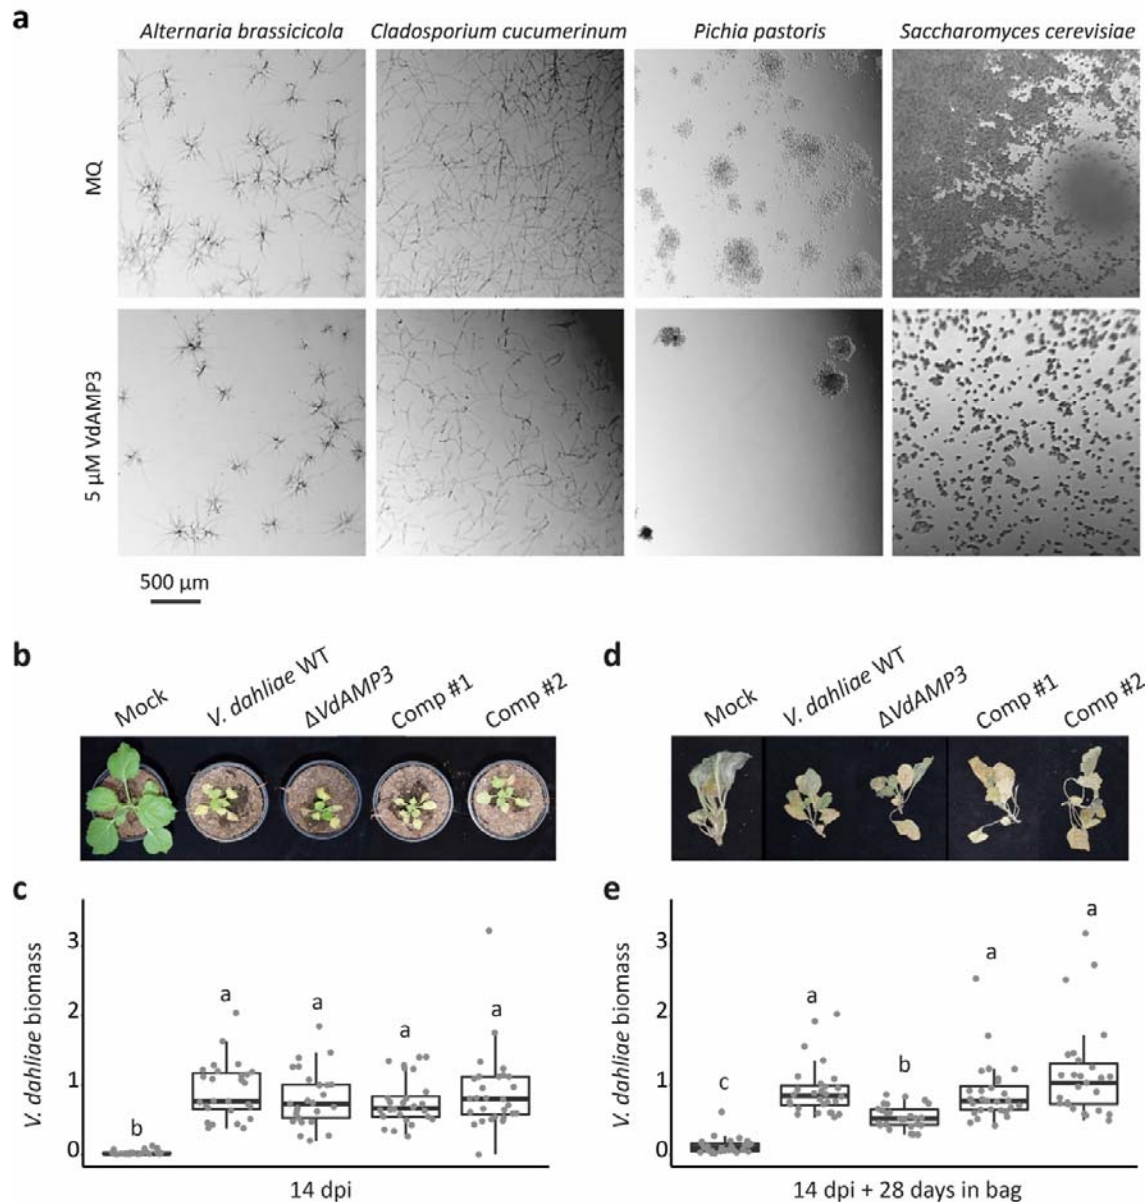 a
Alternaria brassicicola Cladosporium cucumerinum Pichia pastoris Saccharomyces cerevisiae
MQ
5 µM VdAMP3
500 µm
b
Mock V. dahliae WT ΔVdAMP3 Comp #1 Comp #2
c
V. dahliae biomass
3
2
1
0
a a a a
b
14 dpi
d
Mock V. dahliae WT ΔVdAMP3 Comp #1 Comp #2
e
V. dahliae biomass
3
2
1
0
c a b a a
14 dpi + 28 days in bag